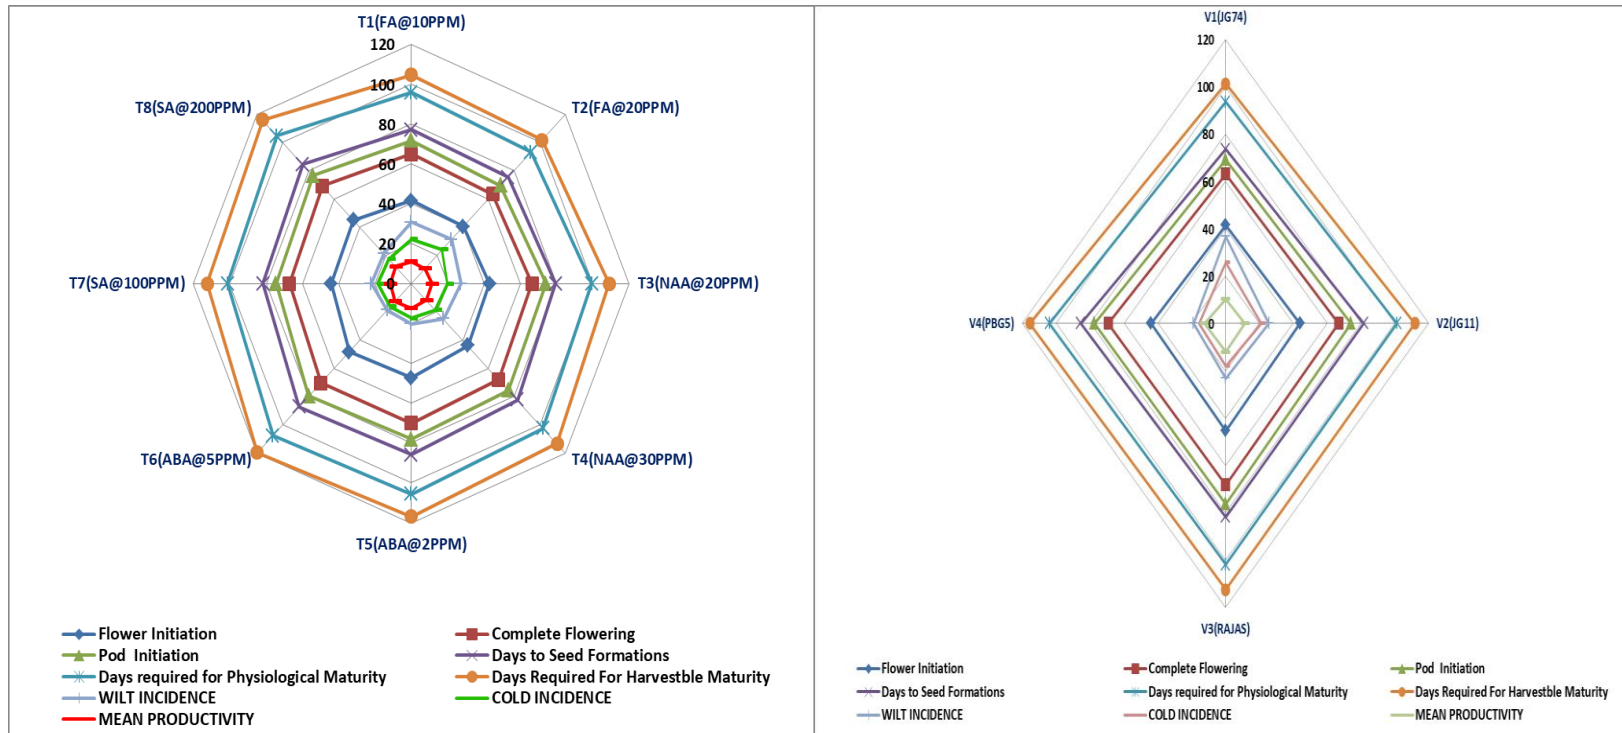 T1(FA@10PPM)
120
100
80
60
40
20
0
T2(FA@20PPM)
T3(NAA@20PPM)
T4(NAA@30PPM)
T5(ABA@2PPM)
T6(ABA@5PPM)
T7(SA@100PPM)
T8(SA@200PPM)
Flower Initiation
Complete Flowering
Pod Initiation
Days to Seed Formations
Days required for Physiological Maturity
Days Required For Harvestble Maturity
WILT INCIDENCE
COLD INCIDENCE
MEAN PRODUCTIVITY
V1(JG74)
120
100
80
60
40
20
0
V2(JG11)
V3(RAJAS)
V4(PBG5)
Flower Initiation
Complete Flowering
Pod Initiation
Days to Seed Formations
Days required for Physiological Maturity
Days Required For Harvestble Maturity
WILT INCIDENCE
COLD INCIDENCE
MEAN PRODUCTIVITY